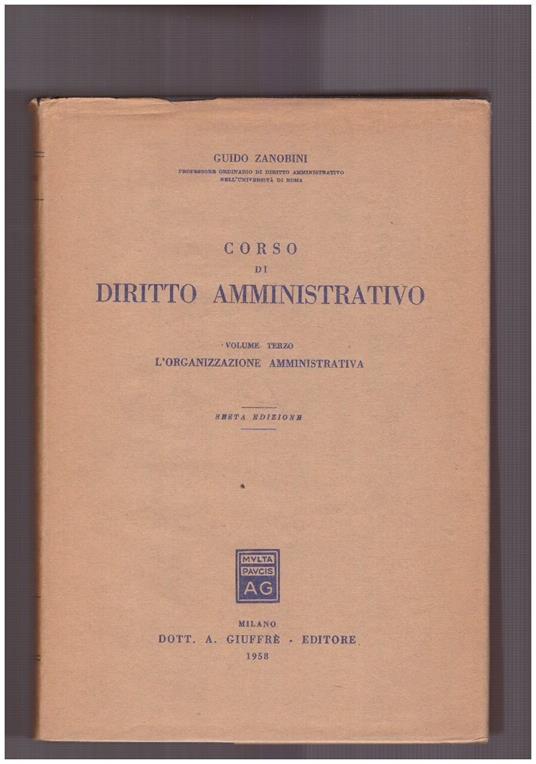 GUIDO ZANOBINI
PROFESSORE ORDINARIO DI DIRITTO AMMINISTRATIVO
NELL'UNIVERSITÀ DI ROMA
CORSO
DI
DIRITTO AMMINISTRATIVO
VOLUME TERZO
L'ORGANIZZAZIONE AMMINISTRATIVA
SESTA EDIZIONE
MVLTA
PAVCIS
AG
MILANO
DOTT. A. GIUFFRÈ - EDITORE
1958